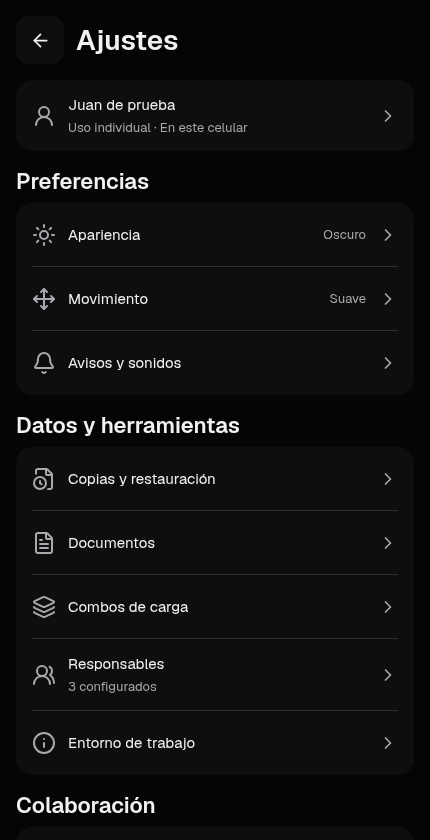 Ajustes
Juan de prueba
Uso individual · En este celular
Preferencias
Apariencia Oscuro
Movimiento Suave
Avisos y sonidos
Datos y herramientas
Copias y restauración
Documentos
Combos de carga
Responsables
3 configurados
Entorno de trabajo
Colaboración